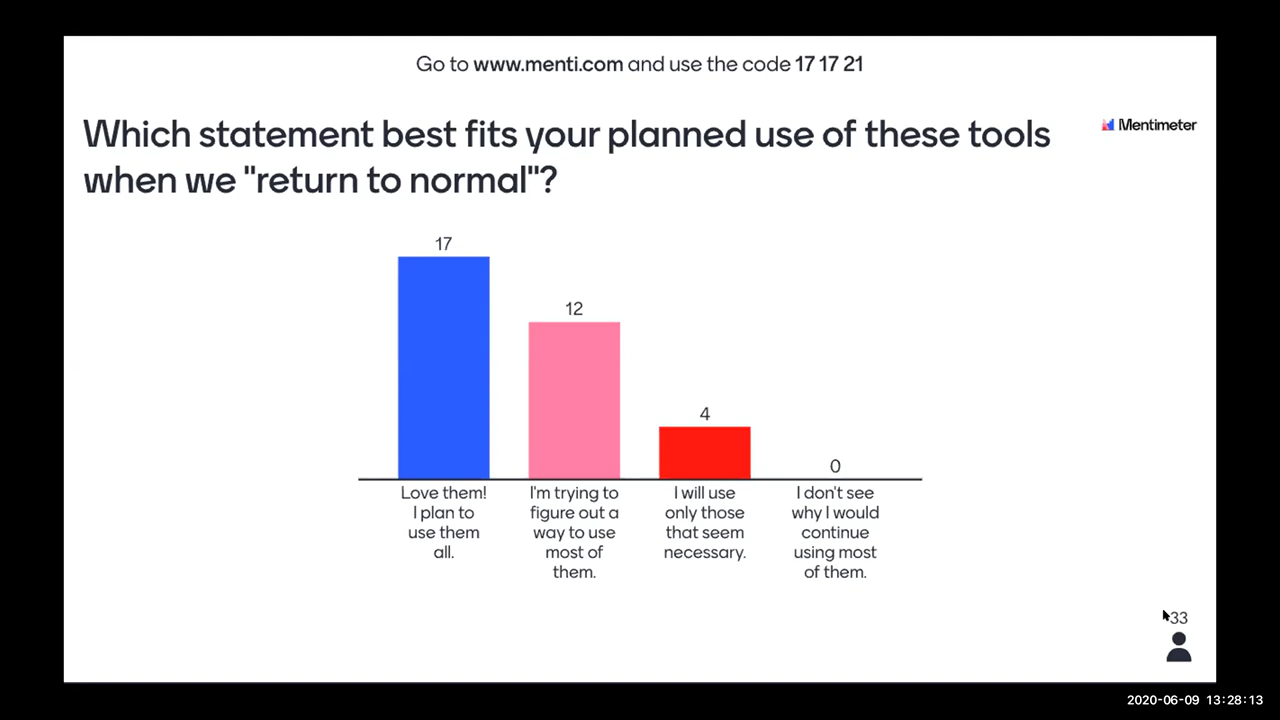 Go to www.menti.com and use the code 17 17 21
Which statement best fits your planned use of these tools
when we "return to normal"?
Mentimeter
17
12
4
0
Love them!
I plan to
use them
all.
I'm trying to
figure out a
way to use
most of
them.
I will use
only those
that seem
necessary.
I don't see
why I would
continue
using most
of them.
33
2020-06-09 13:28:13